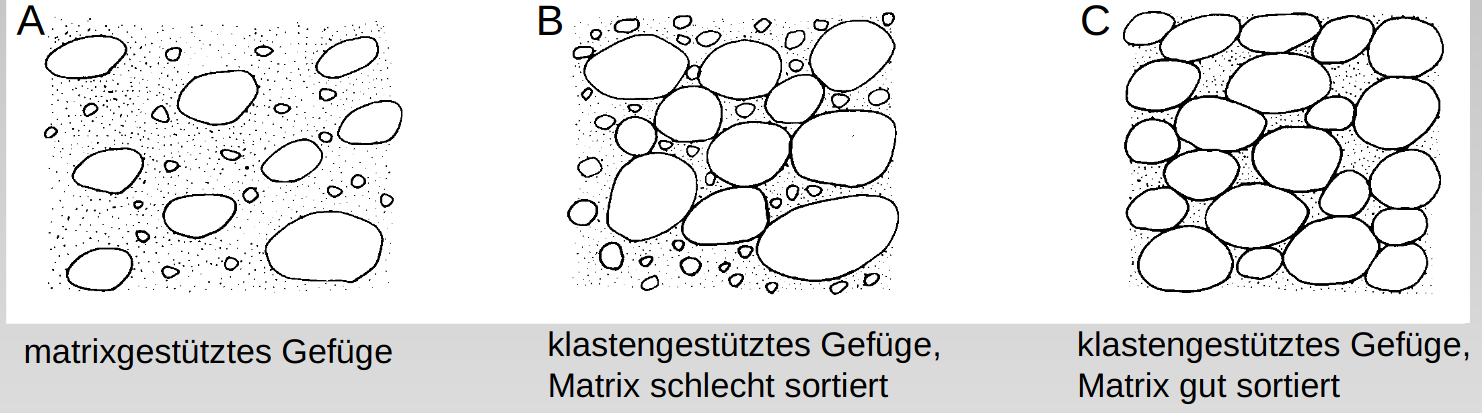 A
B
C
matrixgestütztes Gefüge
klastengestütztes Gefüge,
Matrix schlecht sortiert
klastengestütztes Gefüge,
Matrix gut sortiert